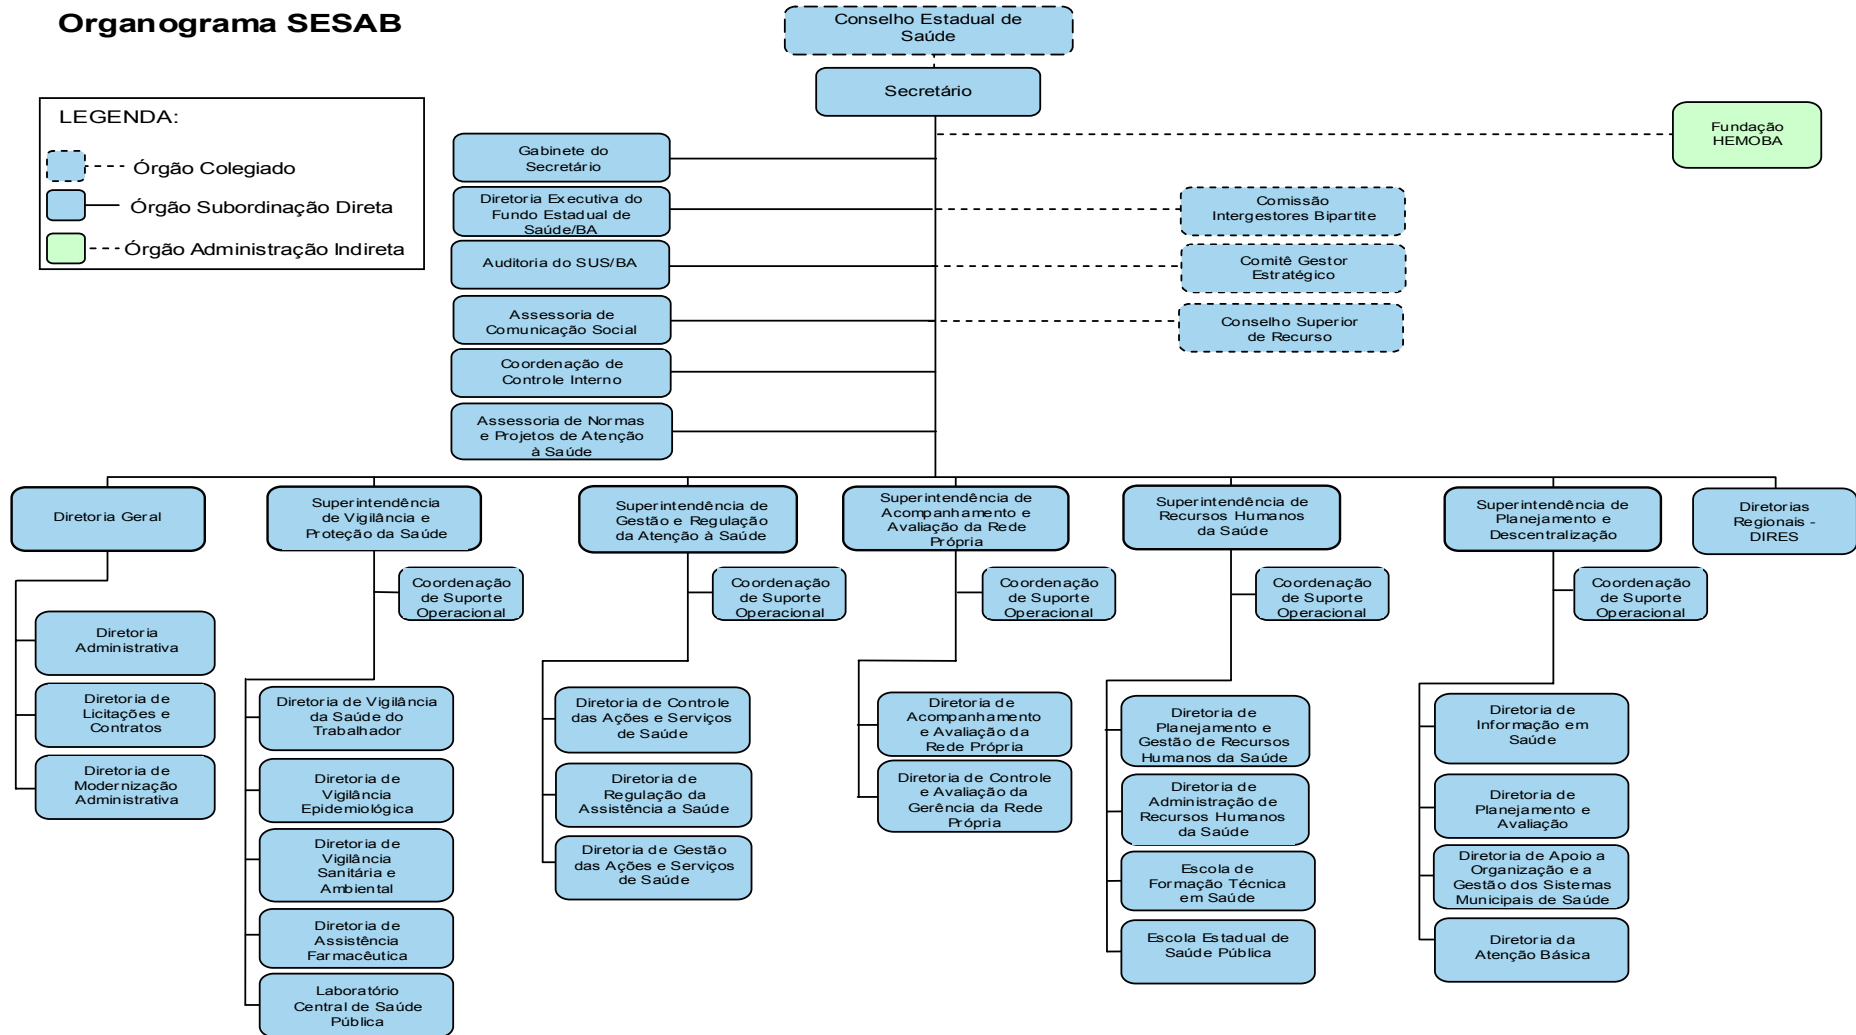 Organograma SESAB
Conselho Estadual de
Saúde
Secretário
LEGENDA:
Órgão Colegiado
Órgão Subordinação Direta
Órgão Administração Indireta
Fundação
HEMOBA
Gabinete do
Secretário
Diretoria Executiva do
Fundo Estadual de
Saúde/BA
Auditoria do SUS/BA
Assessoria de
Comunicação Social
Coordenação de
Controle Interno
Assessoria de Normas
e Projetos de Atenção
à Saúde
Comissão
Intergestores Bipartite
Comitê Gestor
Estratégico
Conselho Superior
de Recurso
Diretoria Geral
Superintendência
de Vigilância e
Proteção da Saúde
Superintendência de
Gestão e Regulação
da Atenção à Saúde
Superintendência de
Acompanhamento e
Avaliação da Rede
Própria
Superintendência de
Recursos Humanos
da Saúde
Superintendência de
Planejamento e
Descentralização
Diretorias
Regionais -
DIRES
Coordenação
de Suporte
Operacional
Coordenação
de Suporte
Operacional
Coordenação
de Suporte
Operacional
Coordenação
de Suporte
Operacional
Coordenação
de Suporte
Operacional
Diretoria
Administrativa
Diretoria de
Licitações e
Contratos
Diretoria de
Modernização
Administrativa
Diretoria de Vigilância
da Saúde do
Trabalhador
Diretoria de
Vigilância
Epidemiológica
Diretoria de
Vigilância
Sanitária e
Ambiental
Diretoria de
Assistência
Farmacêutica
Laboratório
Central de Saúde
Pública
Diretoria de Controle
das Ações e Serviços
de Saúde
Diretoria de
Regulação da
Assistência a Saúde
Diretoria de Gestão
das Ações e Serviços
de Saúde
Diretoria de
Acompanhamento
e Avaliação da
Rede Própria
Diretoria de Controle
e Avaliação da
Gerência da Rede
Própria
Diretoria de
Planejamento e
Gestão de Recursos
Humanos da Saúde
Diretoria de
Administração de
Recursos Humanos
da Saúde
Escola de
Formação Técnica
em Saúde
Escola Estadual de
Saúde Pública
Diretoria de
Informação em
Saúde
Diretoria de
Planejamento e
Avaliação
Diretoria de Apoio a
Organização e a
Gestão dos Sistemas
Municipais de Saúde
Diretoria da
Atenção Básica